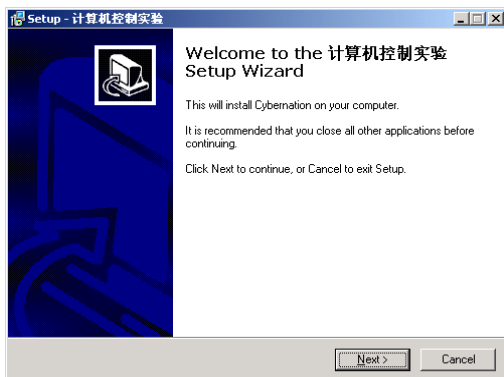 Setup - 计算机控制实验
Welcome to the 计算机控制实验
Setup Wizard
This will install Cybernation on your computer.
It is recommended that you close all other applications before
continuing.
Click Next to continue, or Cancel to exit Setup.
Next >
Cancel